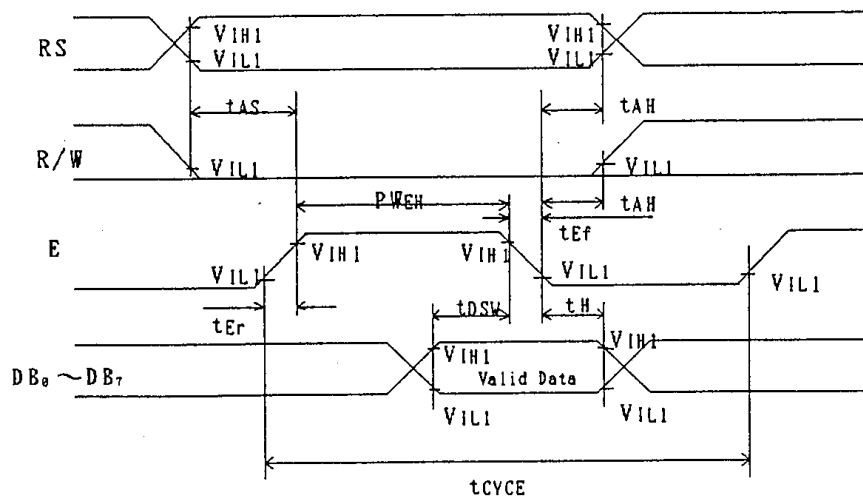 RS
VIH1
VIL1
VIH1
VIL1
tAS
tAH
R/W
VIL1
VIL1
PWEH
tAH
tEf
E
VIH1
VIH1
VIL1
VIL1
VIL1
tEr
tDSW
tH
DB0~DB7
VIH1
VIH1
Valid Data
VIL1
VIL1
tCYCE